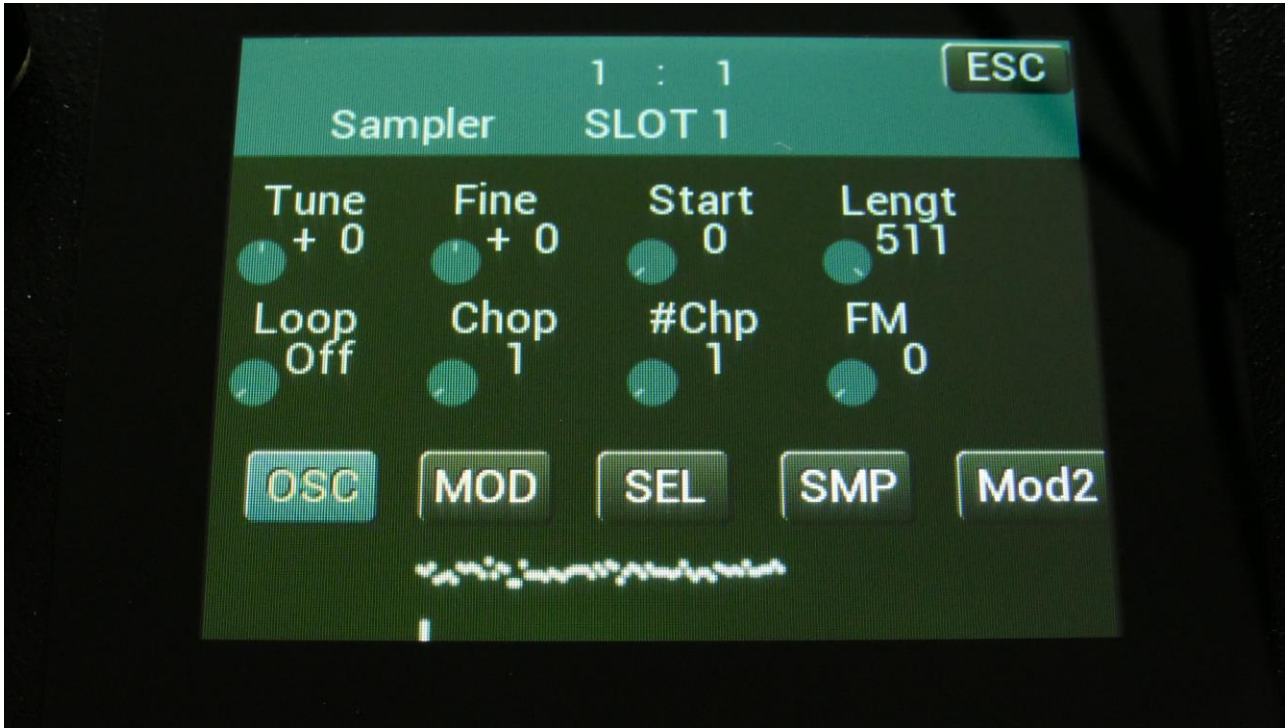 1 : 1 ESC
Sampler SLOT 1
Tune Fine Start Lengt
+ 0 + 0 0 511
Loop Chop #Chp FM
Off 1 1 0
OSC MOD SEL SMP Mod2